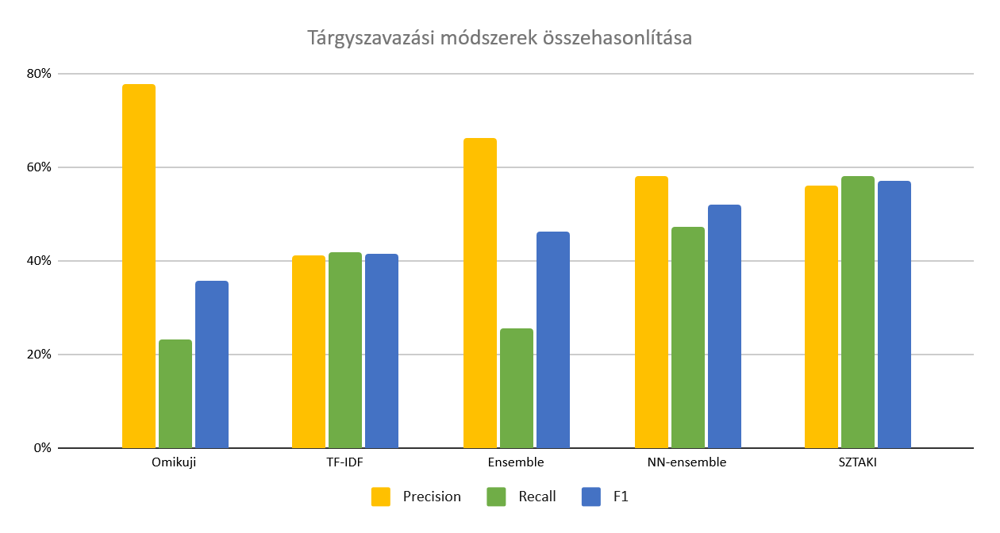 Tárgyszavazási módszerek összehasonlítása
80%
60%
40%
20%
0%
Omikuji TF-IDF Ensemble NN-ensemble SZTAKI
Precision Recall F1